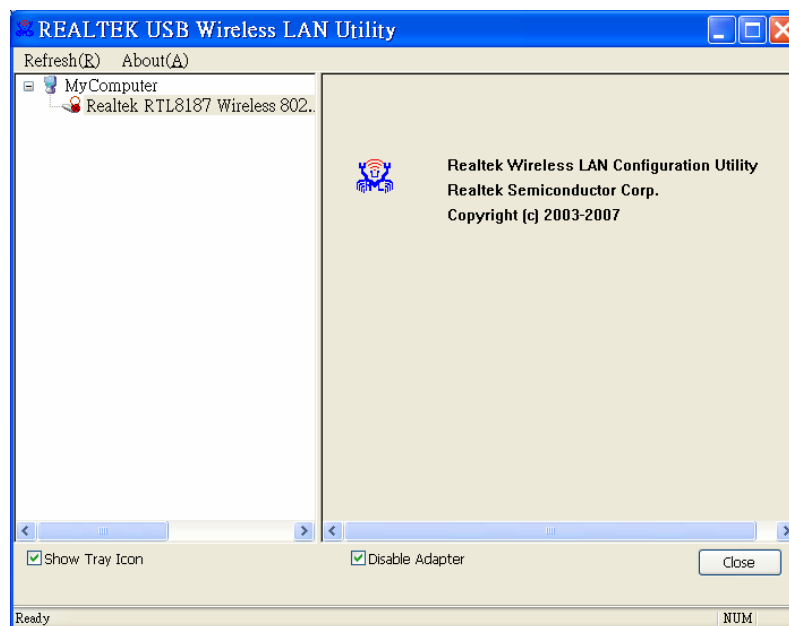 REALTEK USB Wireless LAN Utility
Refresh(R) About(A)
MyComputer
Realtek RTL8187 Wireless 802..
Realtek Wireless LAN Configuration Utility
Realtek Semiconductor Corp.
Copyright (c) 2003-2007
Show Tray Icon
Disable Adapter
Close
Ready
NUM